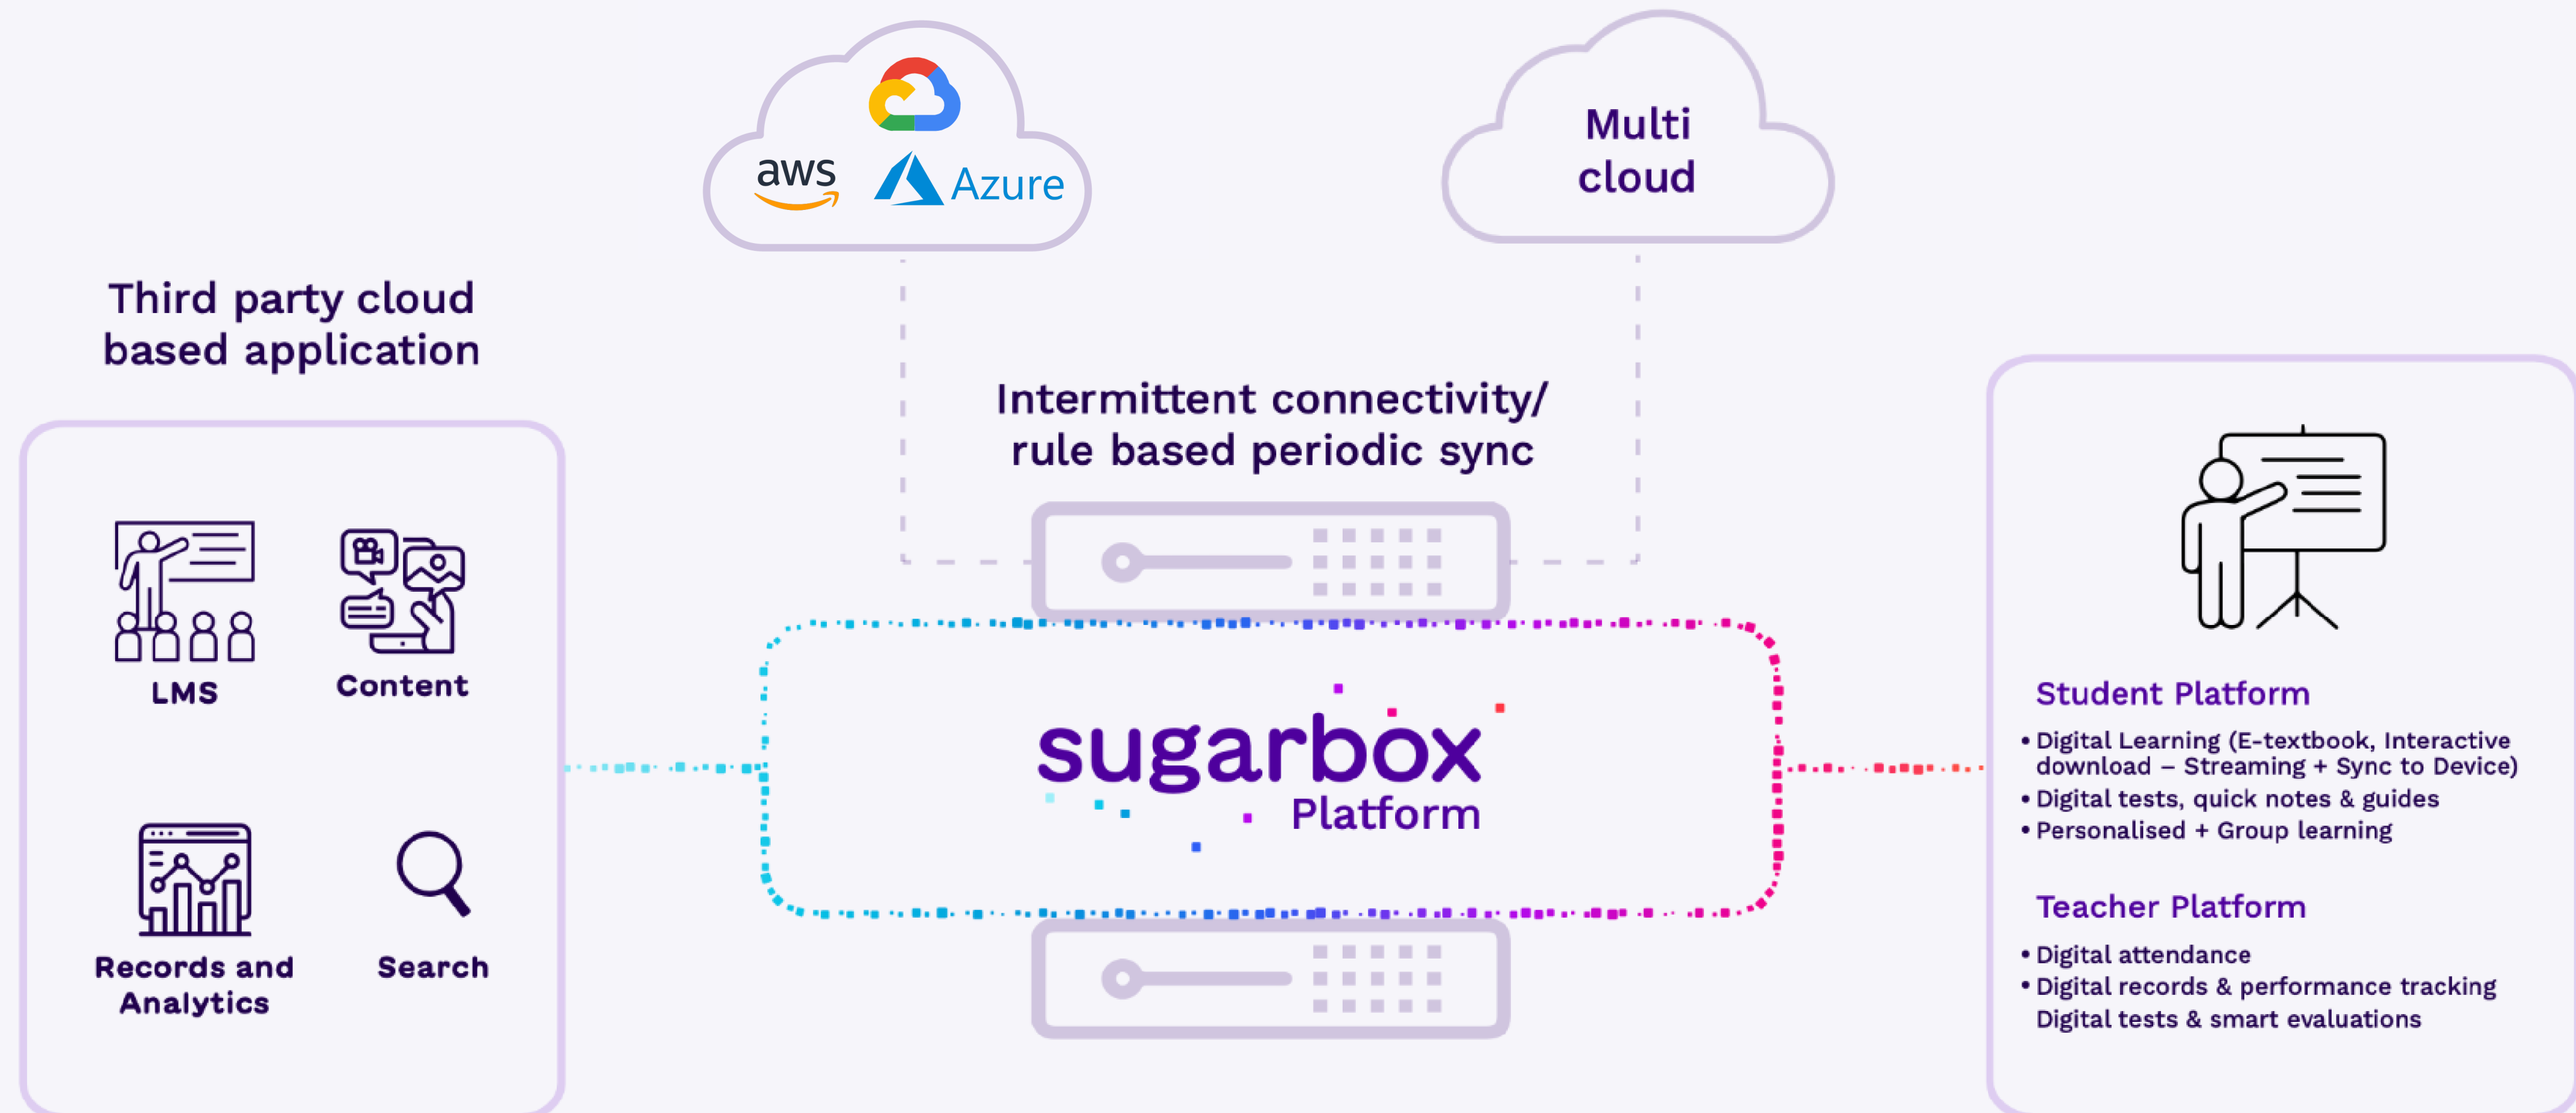 aws
Azure
Multi
cloud
Third party cloud
based application
Intermittent connectivity/
rule based periodic sync
LMS
Content
Records and
Analytics
Search
sugarbox
Platform
Student Platform
• Digital Learning (E-textbook, Interactive
download – Streaming + Sync to Device)
• Digital tests, quick notes & guides
• Personalised + Group learning
Teacher Platform
• Digital attendance
• Digital records & performance tracking
Digital tests & smart evaluations